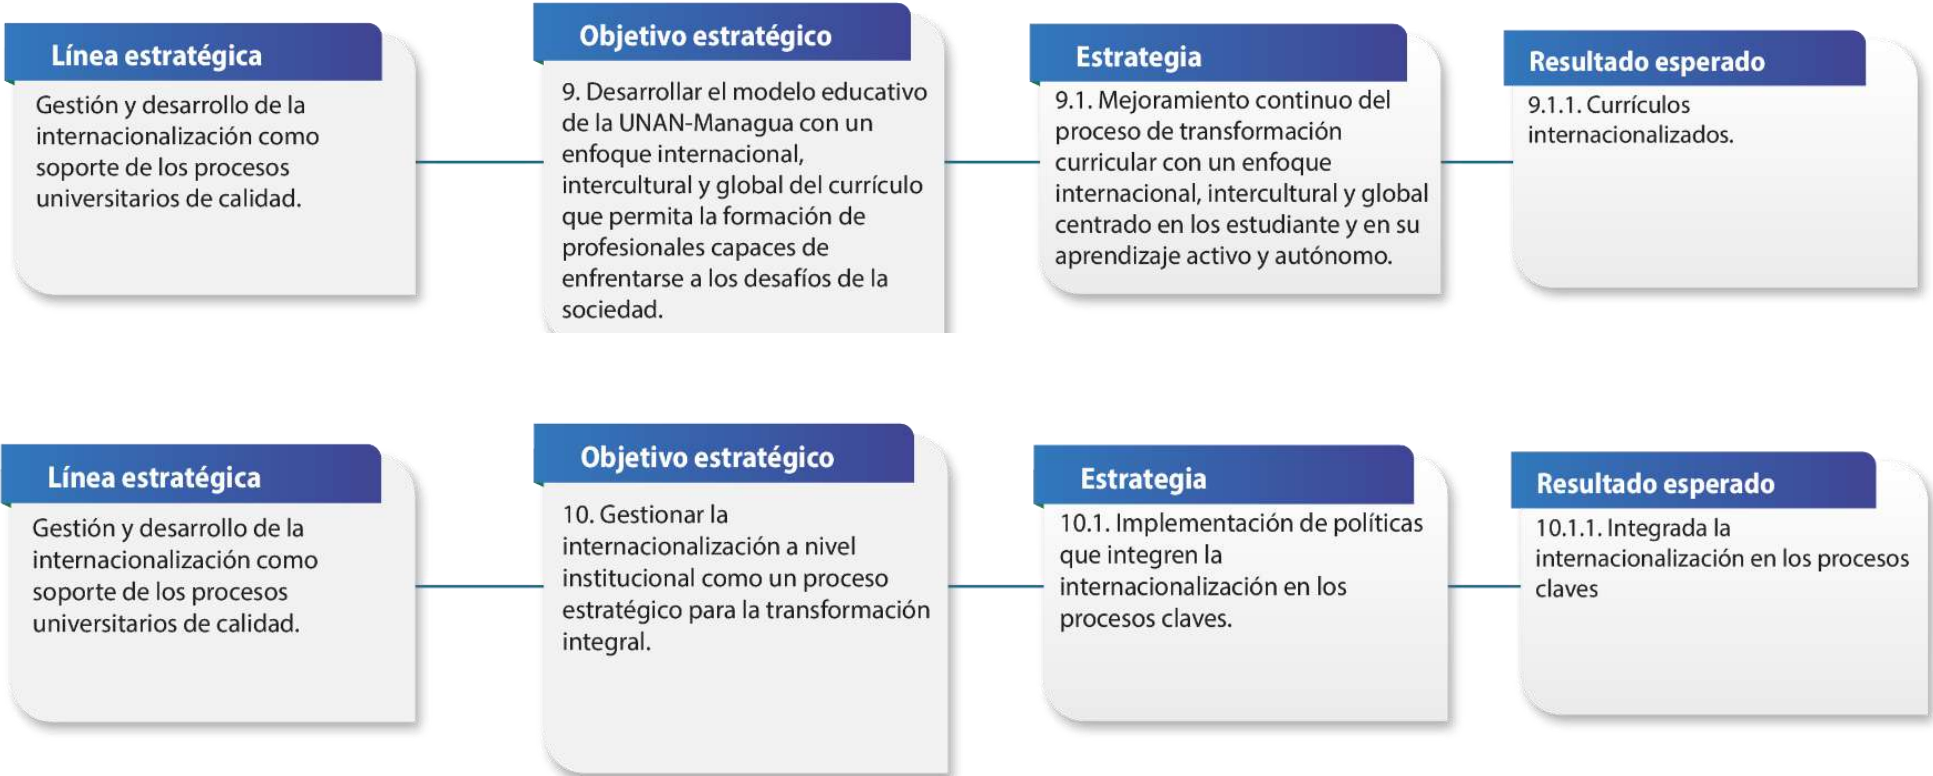 Línea estratégica
Gestión y desarrollo de la
internacionalización como
soporte de los procesos
universitarios de calidad.
Objetivo estratégico
9. Desarrollar el modelo educativo
de la UNAN-Managua con un
enfoque internacional,
intercultural y global del currículo
que permita la formación de
profesionales capaces de
enfrentarse a los desafíos de la
sociedad.
Estrategia
9.1. Mejoramiento continuo del
proceso de transformación
curricular con un enfoque
internacional, intercultural y global
centrado en los estudiante y en su
aprendizaje activo y autónomo.
Resultado esperado
9.1.1. Currículos
internacionalizados.
Línea estratégica
Gestión y desarrollo de la
internacionalización como
soporte de los procesos
universitarios de calidad.
Objetivo estratégico
10. Gestionar la
internacionalización a nivel
institucional como un proceso
estratégico para la transformación
integral.
Estrategia
10.1. Implementación de políticas
que integren la
internacionalización en los
procesos claves.
Resultado esperado
10.1.1. Integrada la
internacionalización en los procesos
claves